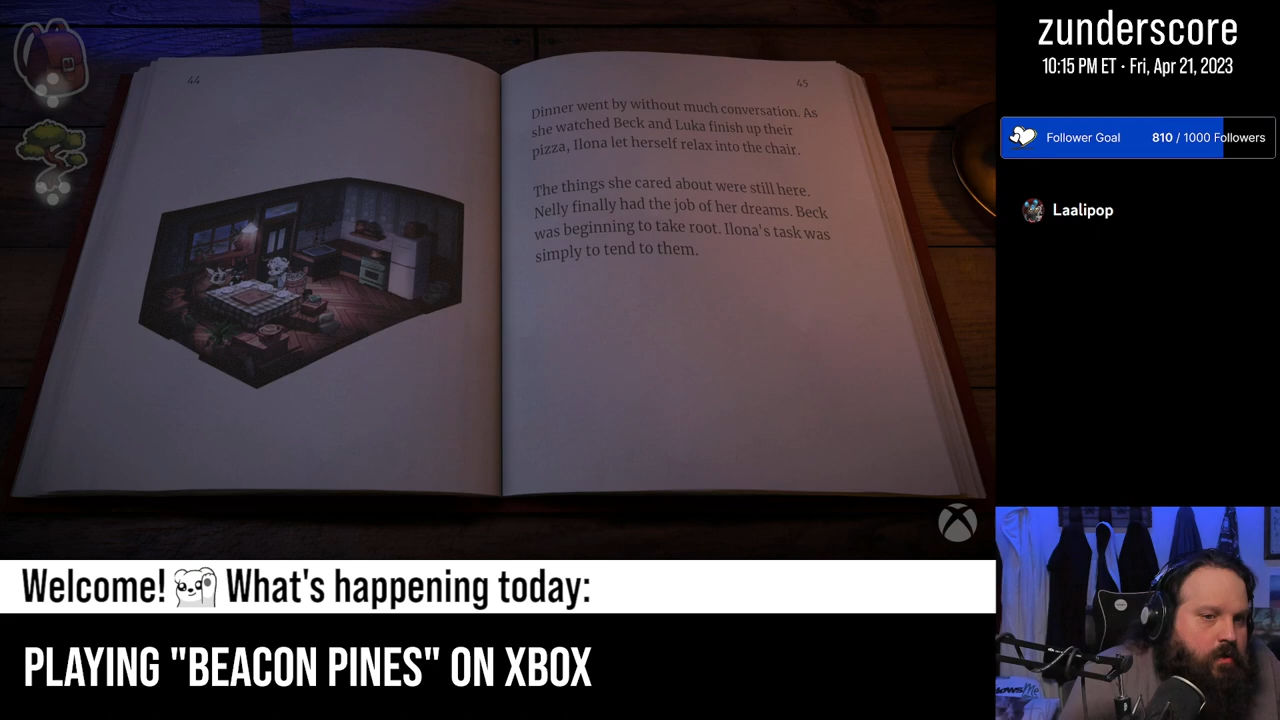 44
45
Dinner went by without much conversation. As
she watched Beck and Luka finish up their
pizza, Ilona let herself relax into the chair.
The things she cared about were still here.
Nelly finally had the job of her dreams. Beck
was beginning to take root. Ilona's task was
simply to tend to them.
zunderscore
10:15 PM ET · Fri, Apr 21, 2023
Follower Goal 810 / 1000 Followers
Laalipop
Welcome! What's happening today:
PLAYING "BEACON PINES" ON XBOX